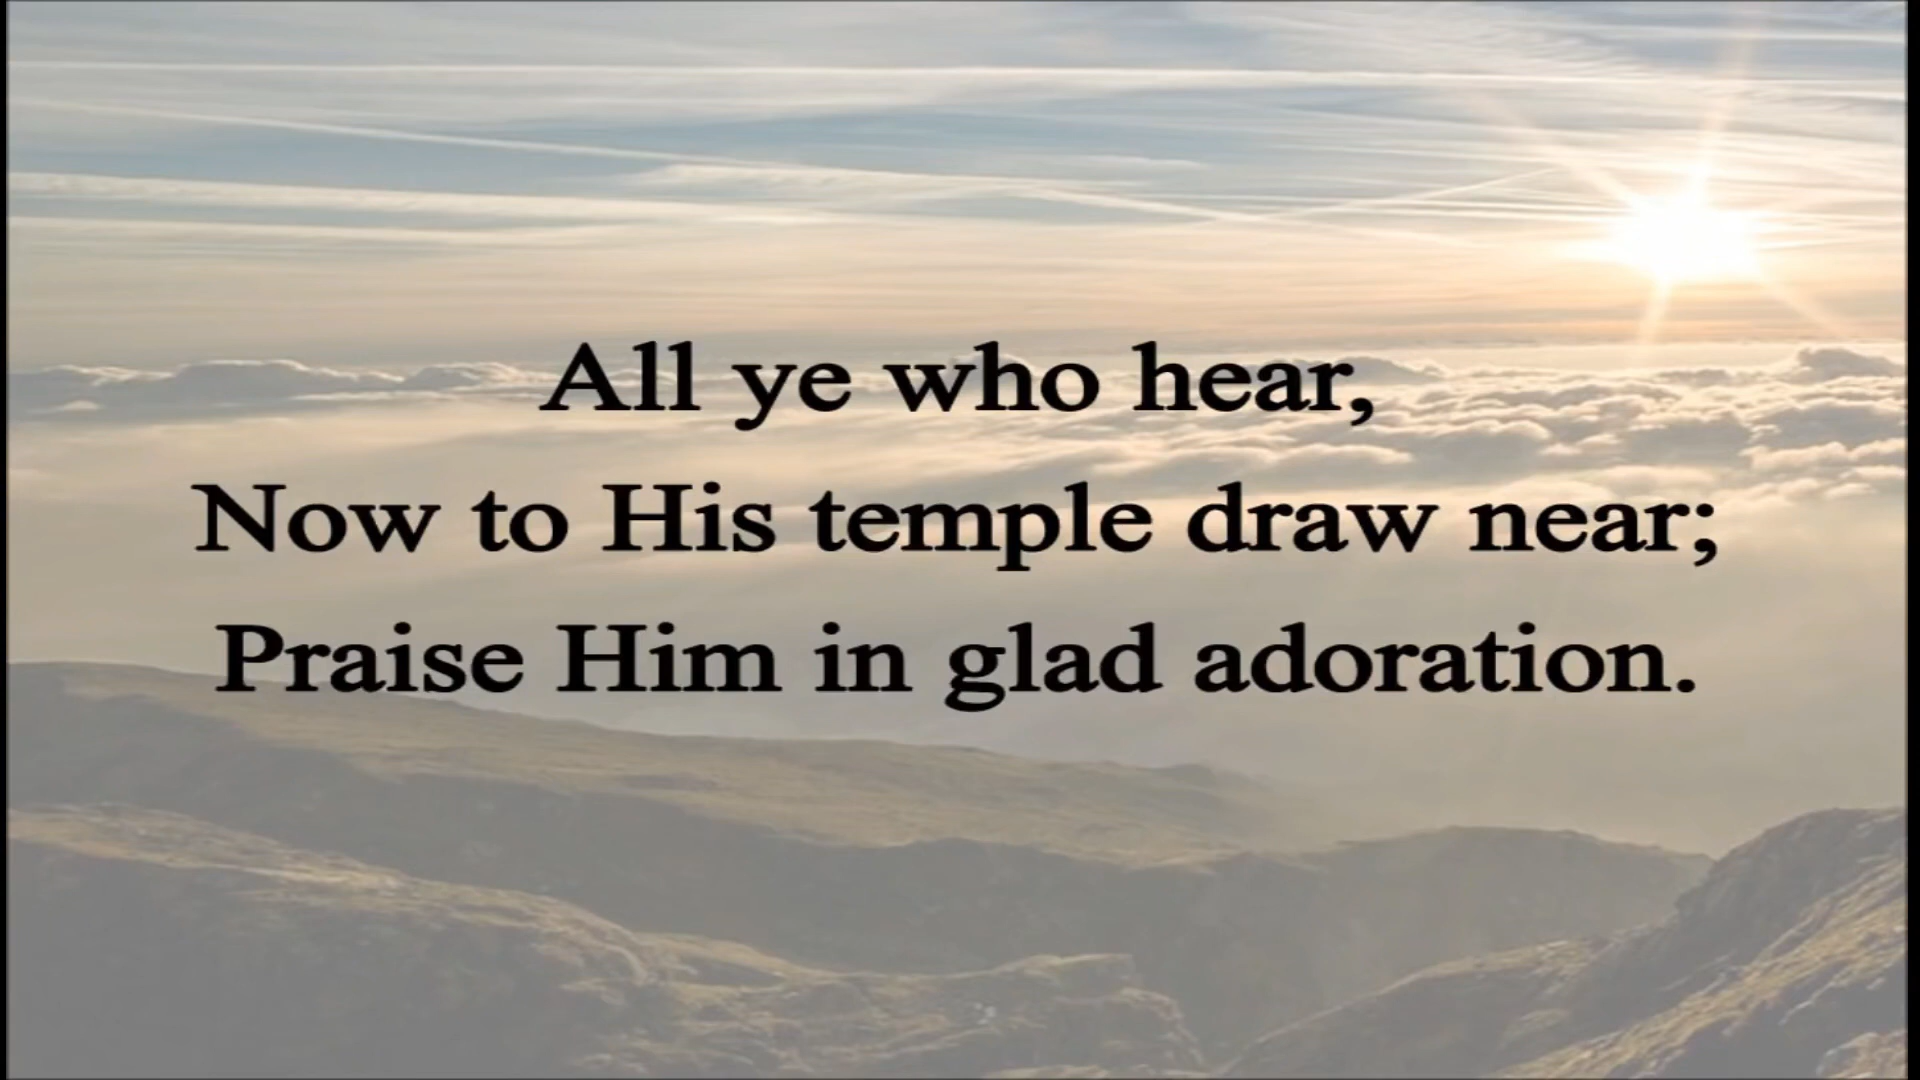 All ye who hear,
Now to His temple draw near;
Praise Him in glad adoration.